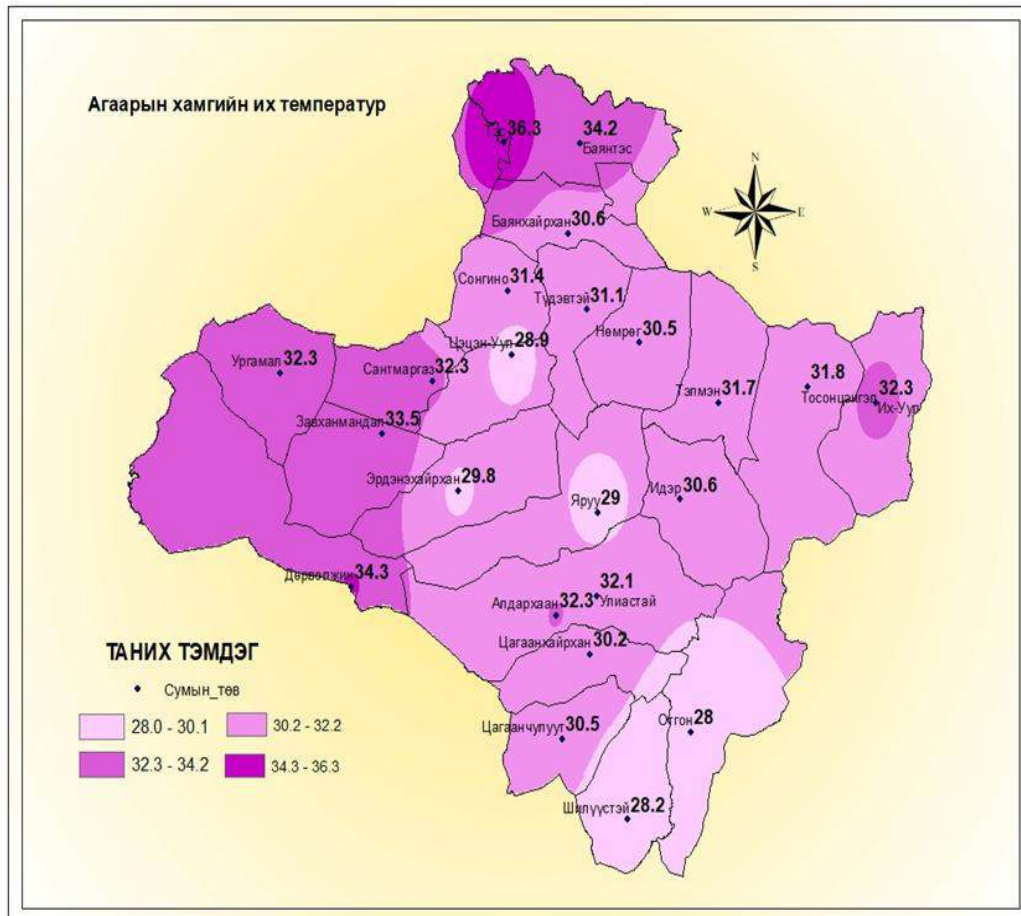 Агаарын хамгийн их температур
N
W E
S
Тэс 36.3
34.2
Баянтэс
Баянхайрхан 30.6
Сонгино 31.4
Түдэвтэй 31.1
Нөмрөг 30.5
Цэцэн-Уул 28.9
Ургамал 32.3
Сантмаргаз 32.3
Тэлмэн 31.7
31.8
Тосонцэнгэл
32.3
Их-Уул
Завханмандал 33.5
Эрдэнэхайрхан 29.8
Яруу 29
Идэр 30.6
Дөрвөлжин 34.3
32.1
Улиастай
Алдархаан 32.3
Цагаанхайрхан 30.2
Цагаанчулуут 30.5
Отгон 28
Шилүүстэй 28.2
ТАНИХ ТЭМДЭГ
Сумын_төв
28.0 - 30.1 30.2 - 32.2
32.3 - 34.2 34.3 - 36.3